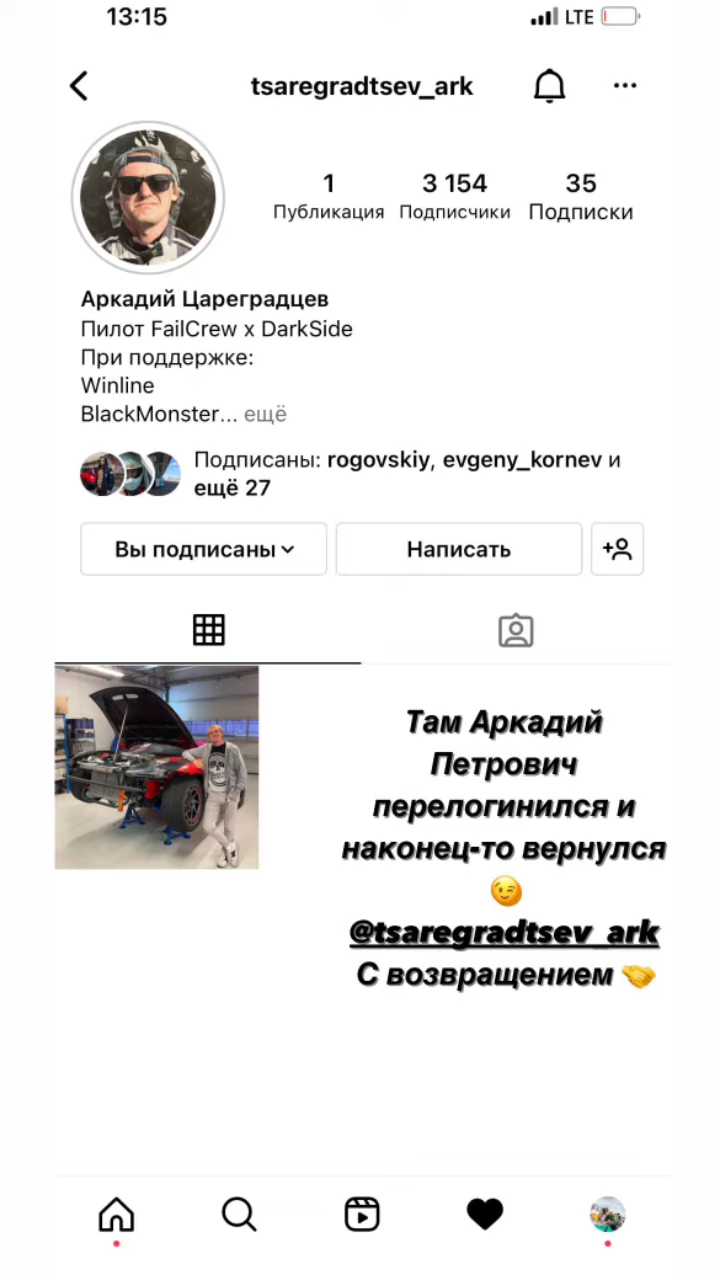 13:15
LTE
tsaregradtsev_ark
1
Публикация
3 154
Подписчики
35
Подписки
Аркадий Цареградцев
Пилот FailCrew x DarkSide
При поддержке:
Winline
BlackMonster... ещё
Подписаны: rogovskiy, evgeny_kornev и
ещё 27
Вы подписаны
Написать
Там Аркадий
Петрович
перелогинился и
наконец-то вернулся
😉
@tsaregradtsev_ark
С возвращением 🤝